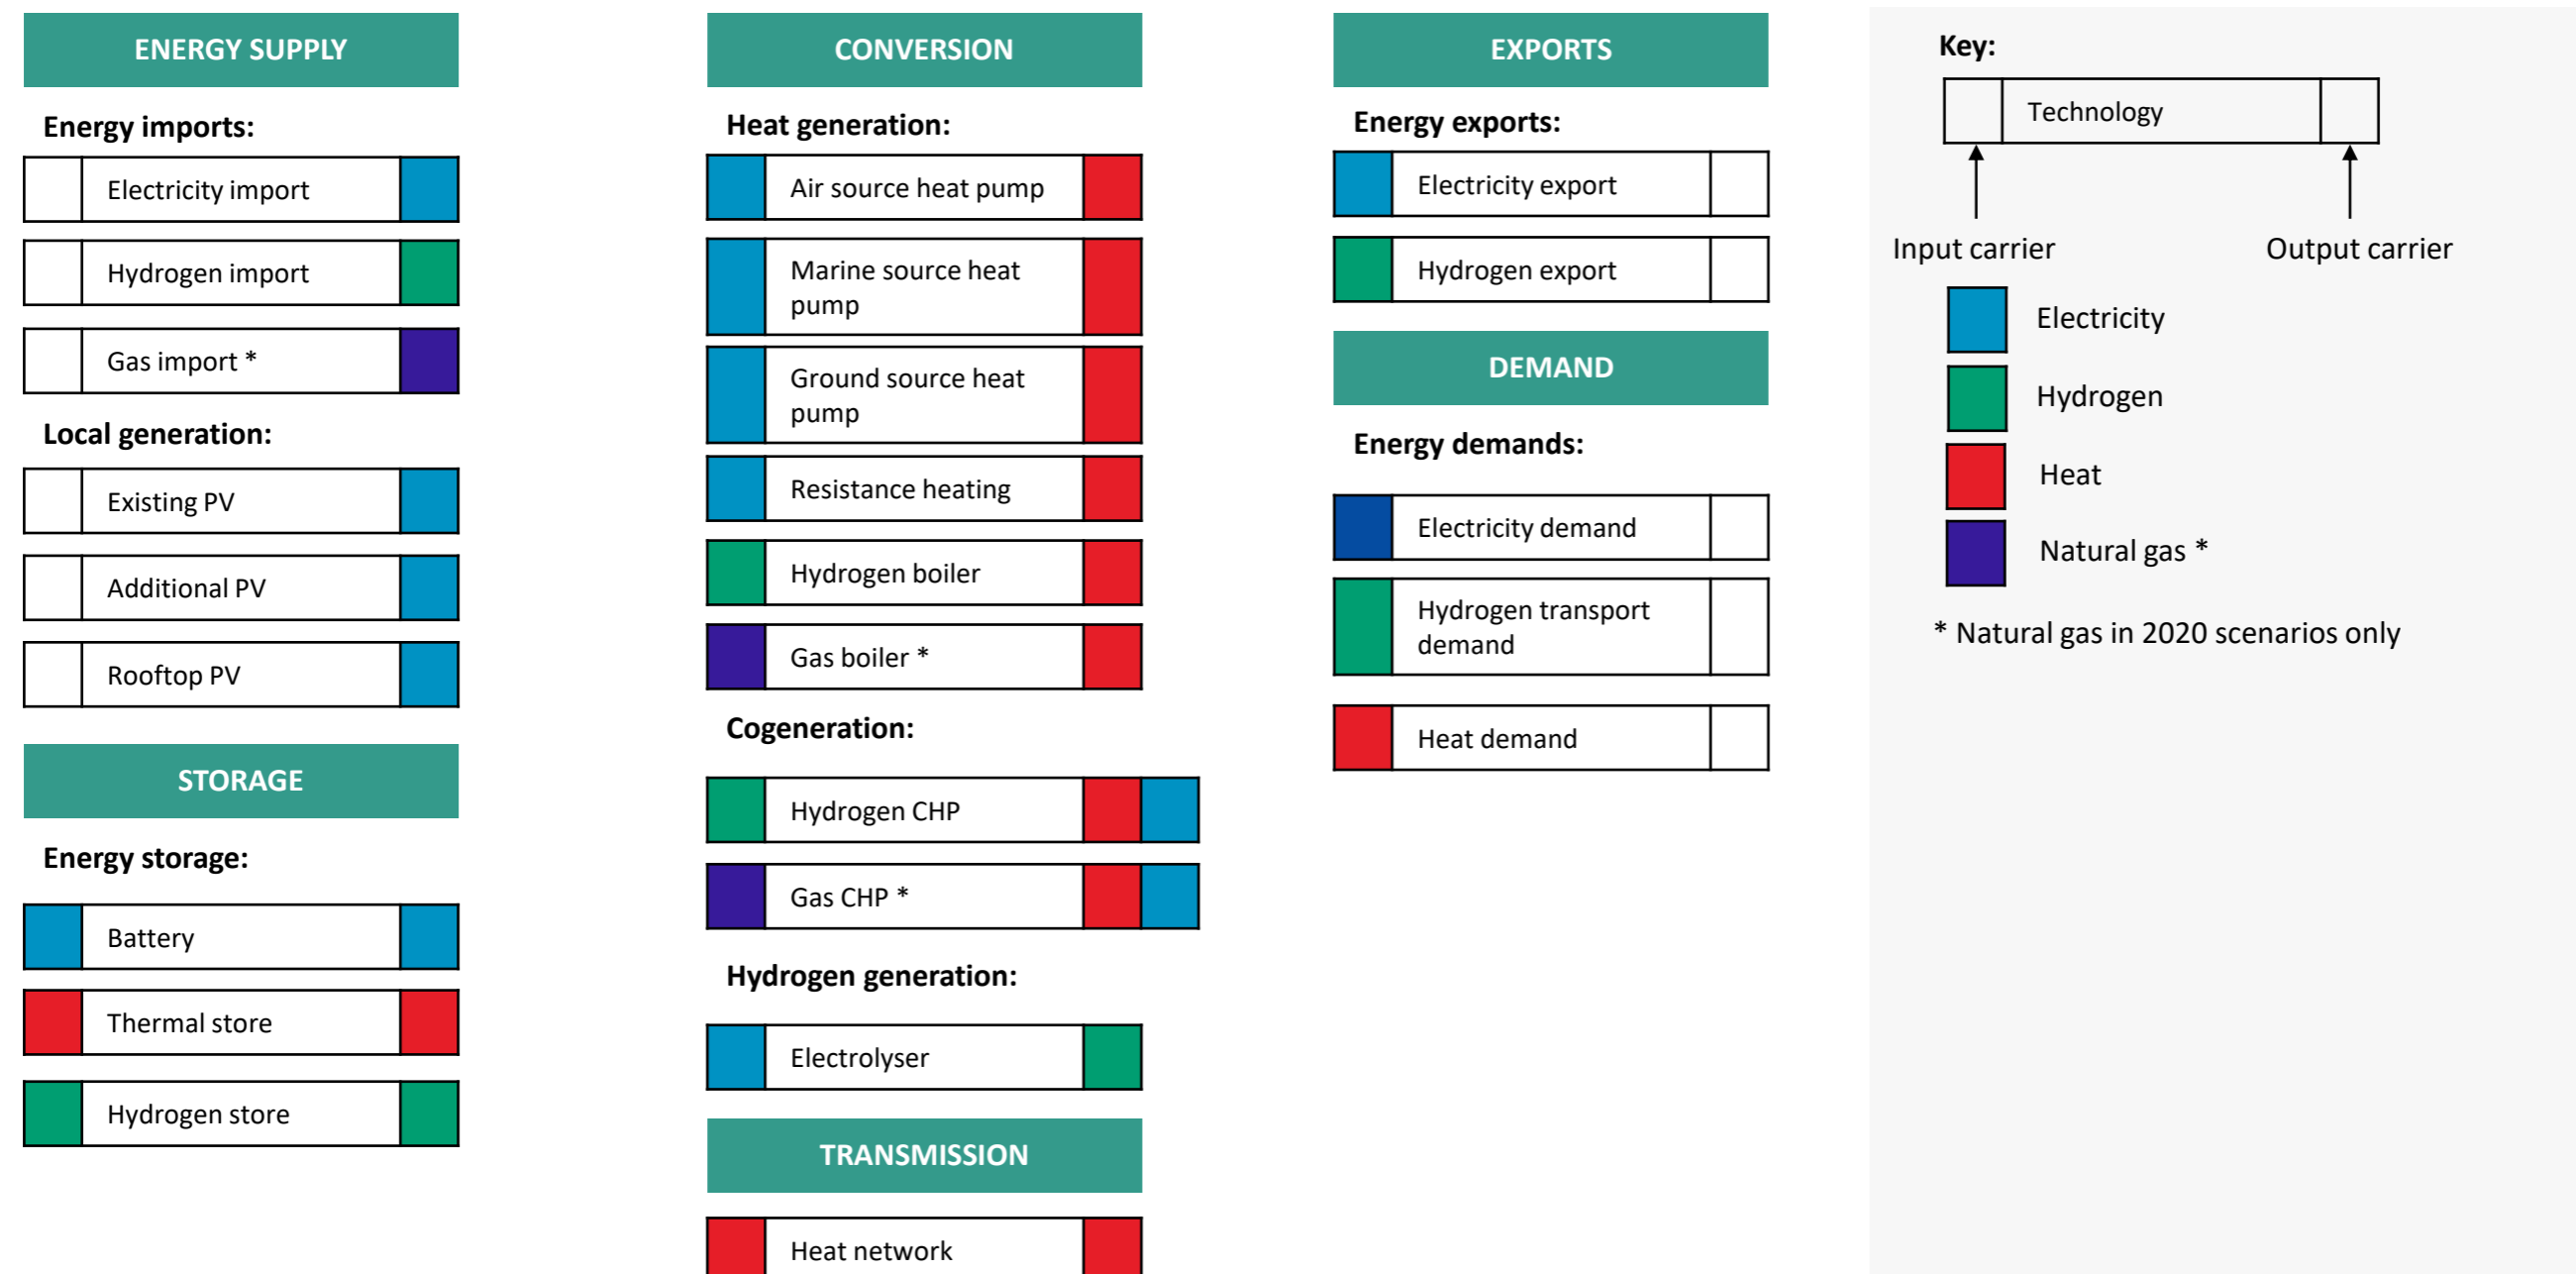 ENERGY SUPPLY
Energy imports:
Electricity import
Hydrogen import
Gas import *
Local generation:
Existing PV
Additional PV
Rooftop PV
STORAGE
Energy storage:
Battery
Thermal store
Hydrogen store
CONVERSION
Heat generation:
Air source heat pump
Marine source heat
pump
Ground source heat
pump
Resistance heating
Hydrogen boiler
Gas boiler *
Cogeneration:
Hydrogen CHP
Gas CHP *
Hydrogen generation:
Electrolyser
TRANSMISSION
Heat network
EXPORTS
Energy exports:
Electricity export
Hydrogen export
DEMAND
Energy demands:
Electricity demand
Hydrogen transport
demand
Heat demand
Key:
Technology
Input carrier
Output carrier
Electricity
Hydrogen
Heat
Natural gas *
* Natural gas in 2020 scenarios only